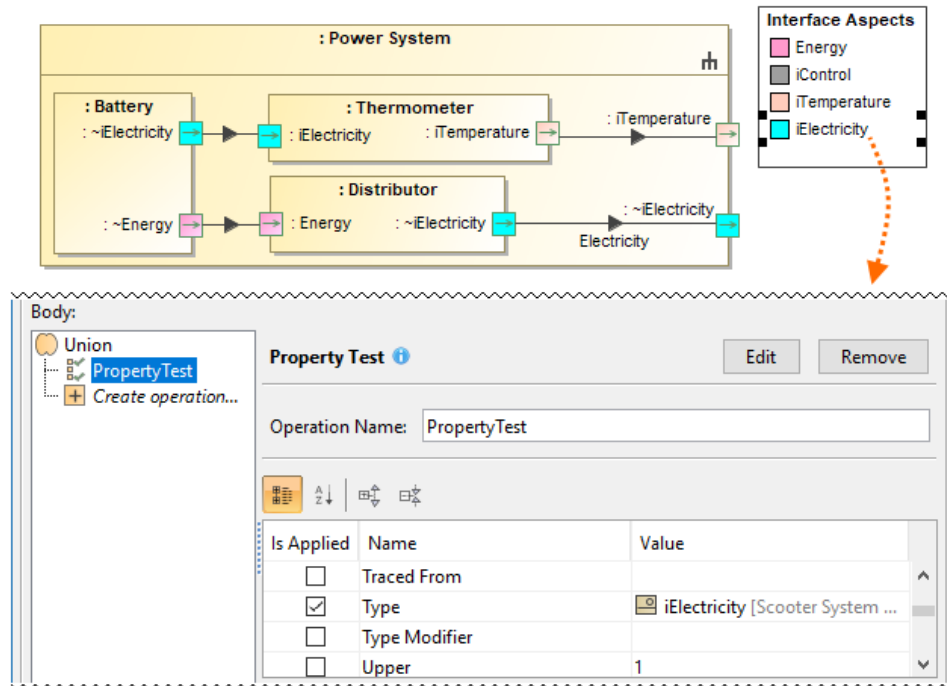 : Power System
Interface Aspects
Energy
iControl
iTemperature
iElectricity
: Battery
: ~iElectricity
: ~Energy
: Thermometer
: iElectricity
: iTemperature
: iTemperature
: Distributor
: Energy
: ~iElectricity
: ~iElectricity
Electricity
Body:
Union
PropertyTest
Create operation...
Property Test
Edit
Remove
Operation Name: PropertyTest
Is Applied Name Value
Traced From
Type iElectricity [Scooter System ...
Type Modifier
Upper 1